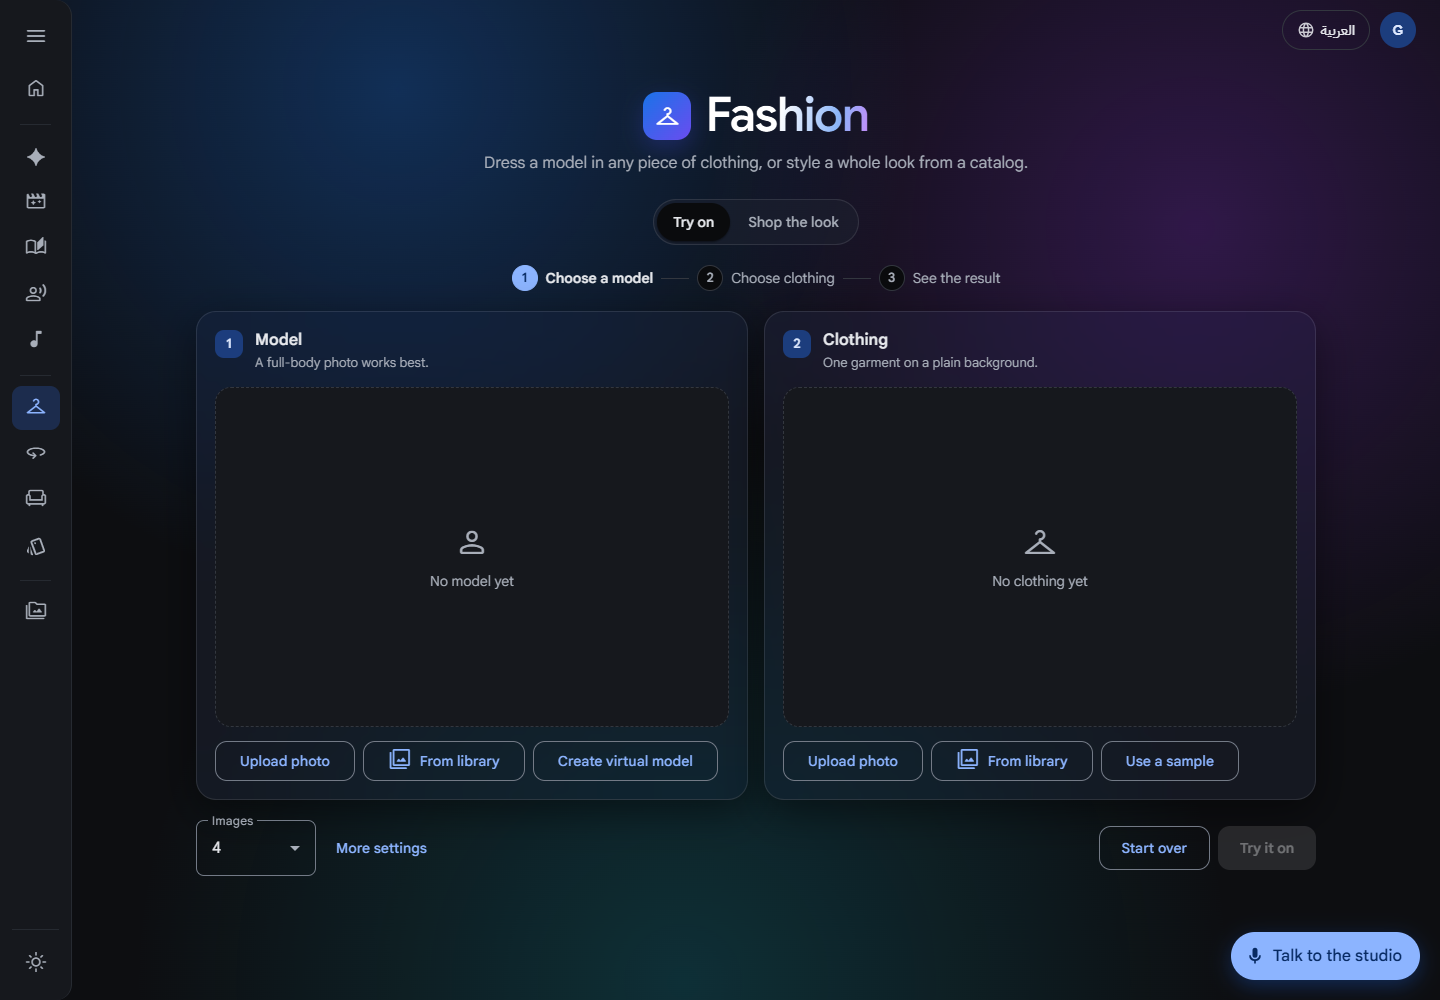 العربية
G
Fashion
Dress a model in any piece of clothing, or style a whole look from a catalog.
Try on
Shop the look
1 Choose a model
2 Choose clothing
3 See the result
1 Model
A full-body photo works best.
No model yet
Upload photo
From library
Create virtual model
2 Clothing
One garment on a plain background.
No clothing yet
Upload photo
From library
Use a sample
Images
4
More settings
Start over
Try it on
Talk to the studio